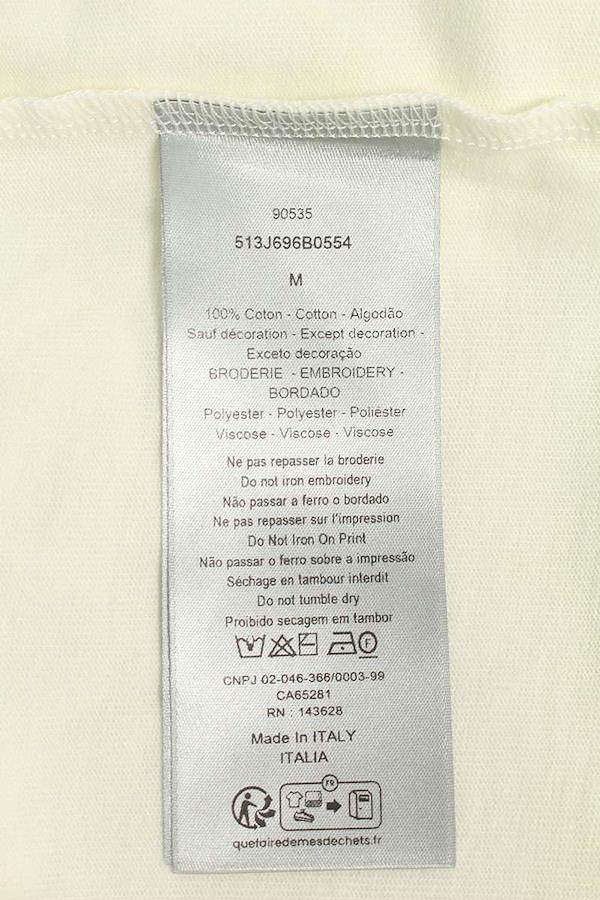 90535
513J696B0554
M
100% Coton - Cotton - Algodão
Sauf décoration - Except decoration -
Exceto decoração
BRODERIE - EMBROIDERY -
BORDADO
Polyester - Polyester - Poliéster
Viscose - Viscose - Viscose
Ne pas repasser la broderie
Do not iron embroidery
Não passar a ferro o bordado
Ne pas repasser sur l'impression
Do Not Iron On Print
Não passar o ferro sobre a impressão
Séchage en tambour interdit
Do not tumble dry
Proibido secagem em tambor
F
CNPJ 02-046-366/0003-99
CA65281
RN : 143628
Made In ITALY
ITALIA
FR
quefairedemesdechets.fr